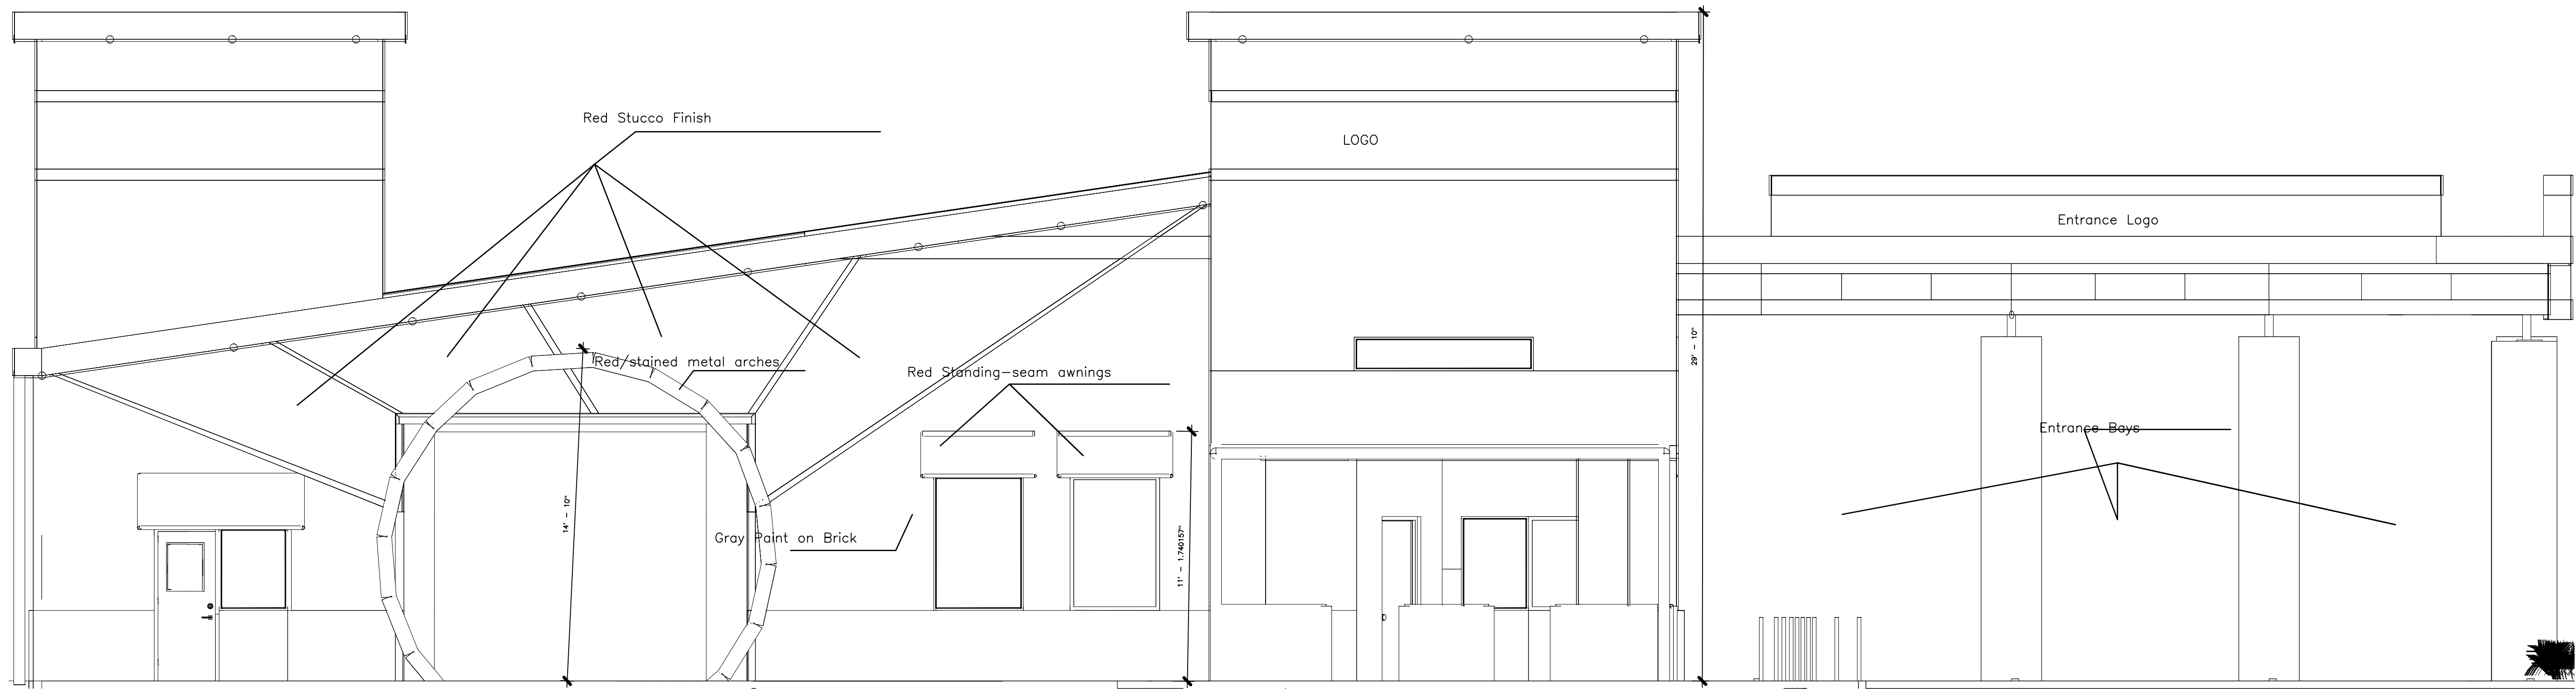 Red Stucco Finish
LOGO
Entrance Logo
29' - 10"
Red/stained metal arches
Red Standing-seam awnings
Entrance Bays
14' - 10"
Gray Paint on Brick
11' - 1.740157"